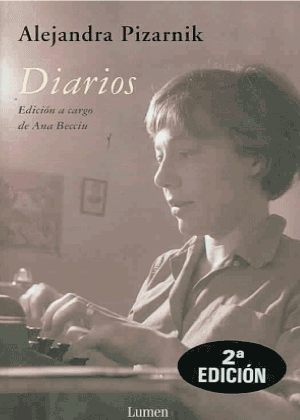 Alejandra Pizarnik
Diarios
Edición a cargo
de Ana Becciu
2ª
EDICIÓN
Lumen